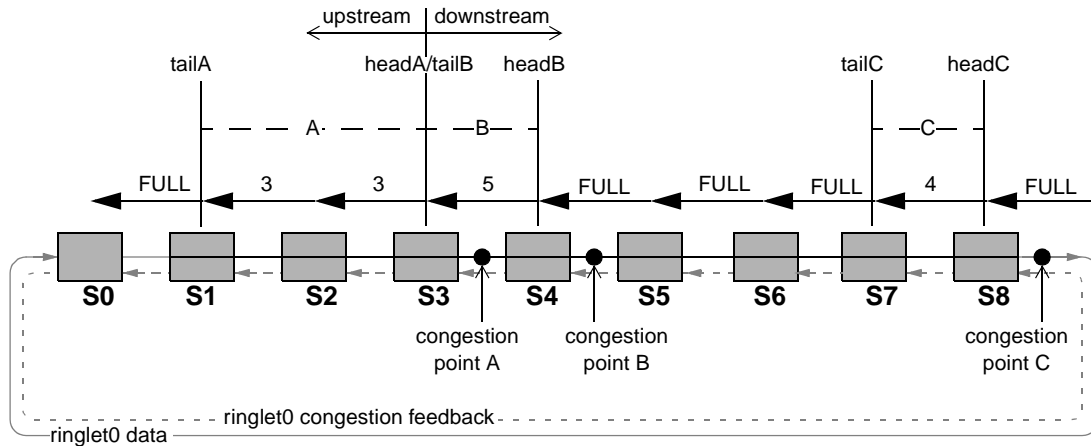 upstream downstream
tailA headA/tailB headB tailC headC
A B C
FULL 3 3 5 FULL FULL FULL 4 FULL
S0 S1 S2 S3 S4 S5 S6 S7 S8
congestion point A
congestion point B
congestion point C
ringlet0 congestion feedback
ringlet0 data